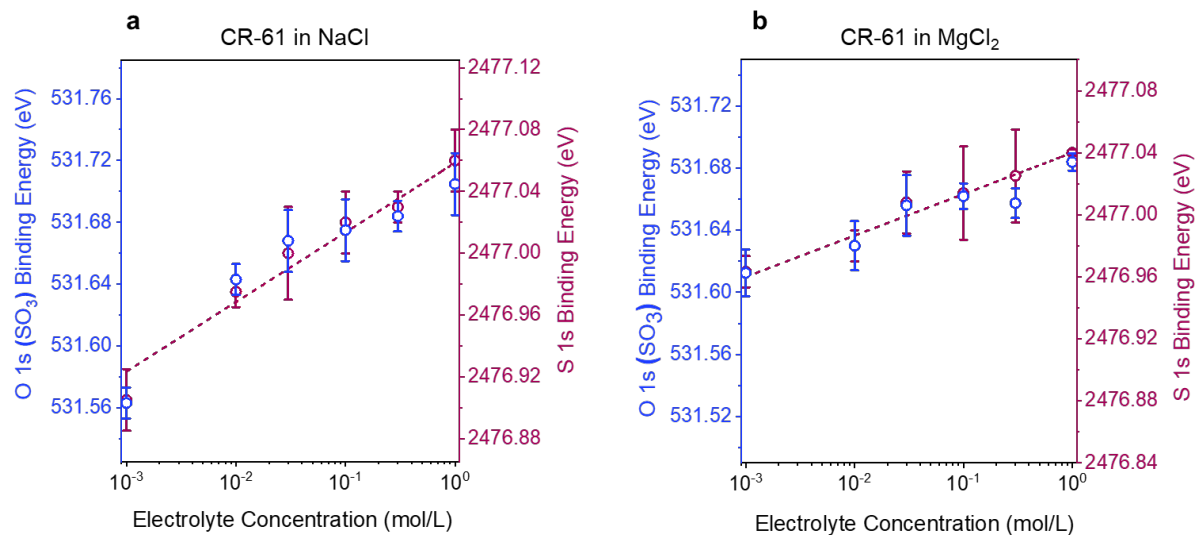 a
CR-61 in NaCl
O 1s (SO3) Binding Energy (eV)
531.76
531.72
531.68
531.64
531.60
531.56
2477.12
2477.08
2477.04
2477.00
2476.96
2476.92
2476.88
S 1s Binding Energy (eV)
10⁻³ 10⁻² 10⁻¹ 10⁰
Electrolyte Concentration (mol/L)
b
CR-61 in MgCl₂
O 1s (SO3) Binding Energy (eV)
531.72
531.68
531.64
531.60
531.56
531.52
2477.08
2477.04
2477.00
2476.96
2476.92
2476.88
2476.84
S 1s Binding Energy (eV)
10⁻³ 10⁻² 10⁻¹ 10⁰
Electrolyte Concentration (mol/L)